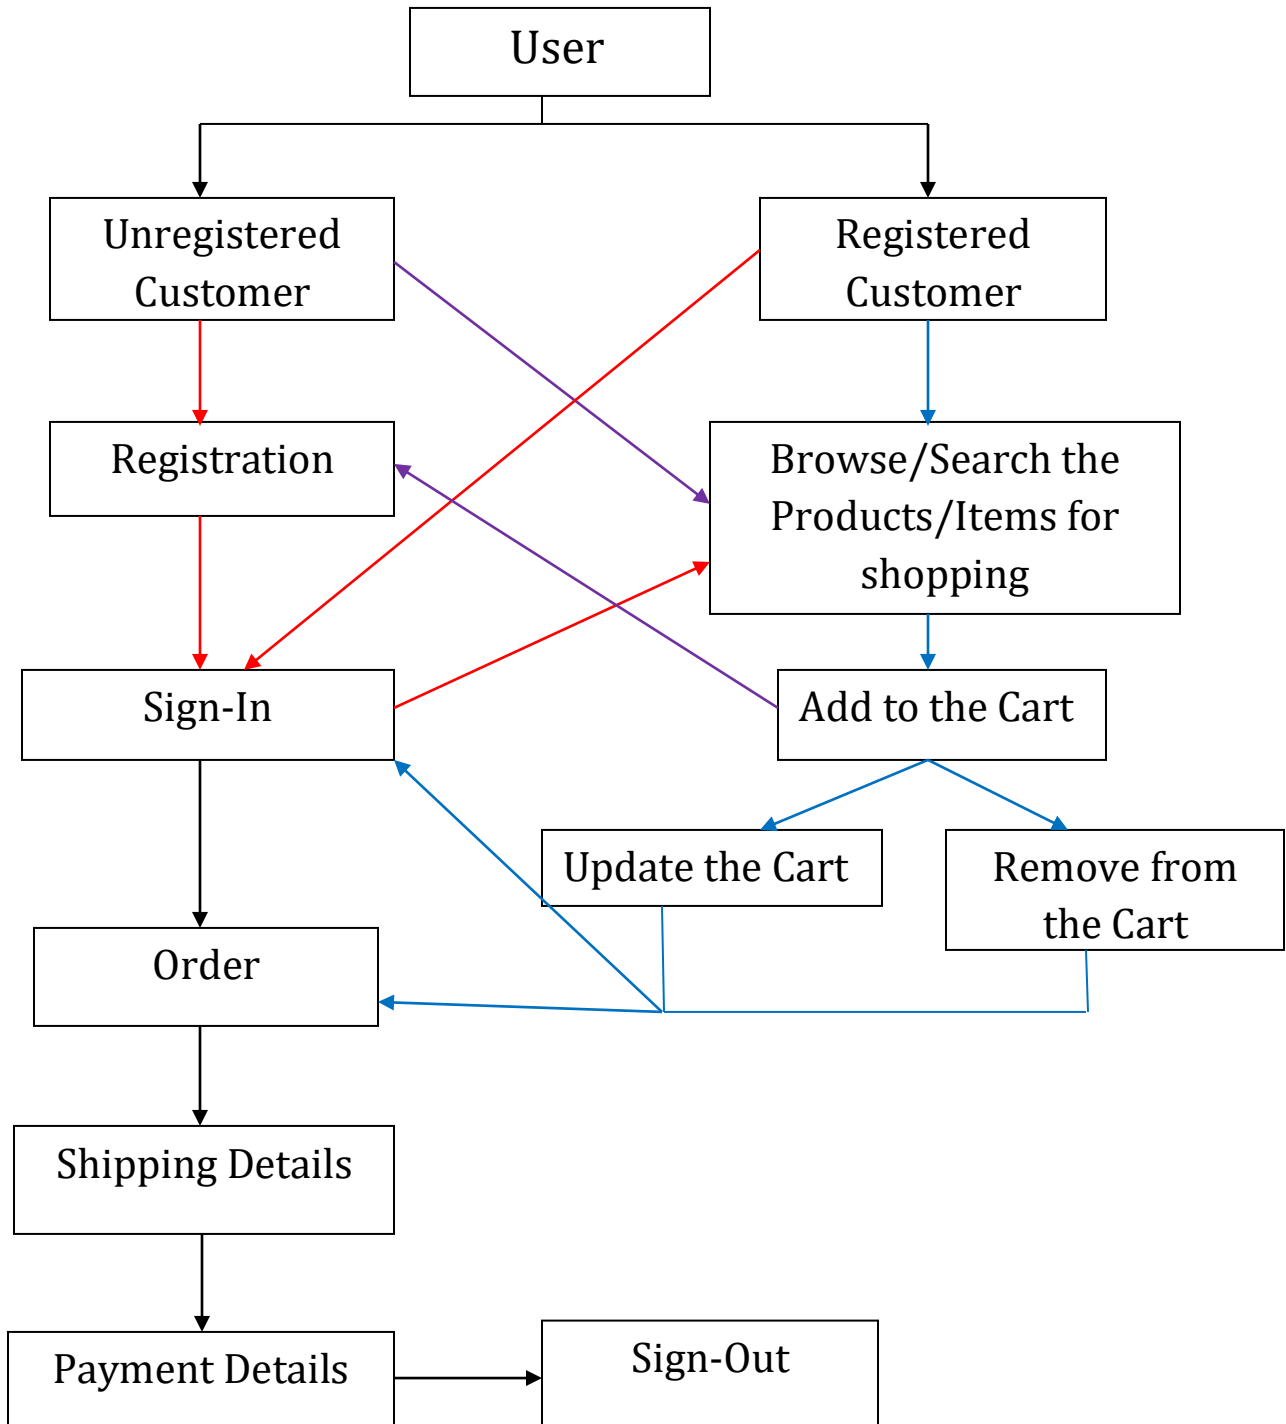 User
Unregistered
Customer
Registered
Customer
Registration
Browse/Search the
Products/Items for
shopping
Sign-In
Add to the Cart
Update the Cart
Remove from
the Cart
Order
Shipping Details
Payment Details
Sign-Out